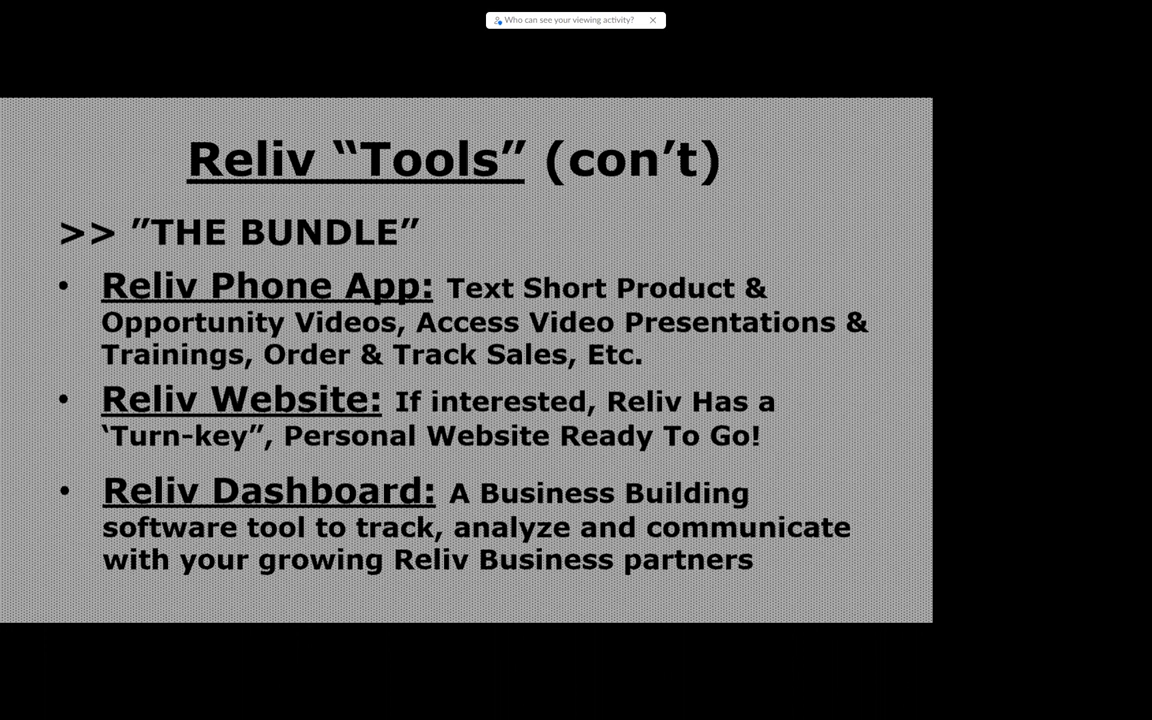 Who can see your viewing activity?
Reliv “Tools” (con’t)
>> ”THE BUNDLE”
• Reliv Phone App: Text Short Product &
Opportunity Videos, Access Video Presentations &
Trainings, Order & Track Sales, Etc.
• Reliv Website: If interested, Reliv Has a
‘Turn-key”, Personal Website Ready To Go!
• Reliv Dashboard: A Business Building
software tool to track, analyze and communicate
with your growing Reliv Business partners